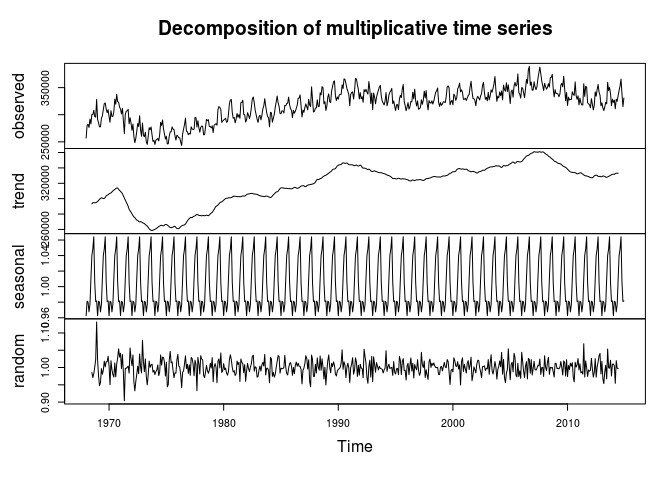 Decomposition of multiplicative time series
observed
350000
250000
trend
320000
260000
seasonal
1.04
1.00
0.96
random
1.10
1.00
0.90
1970 1980 1990 2000 2010
Time